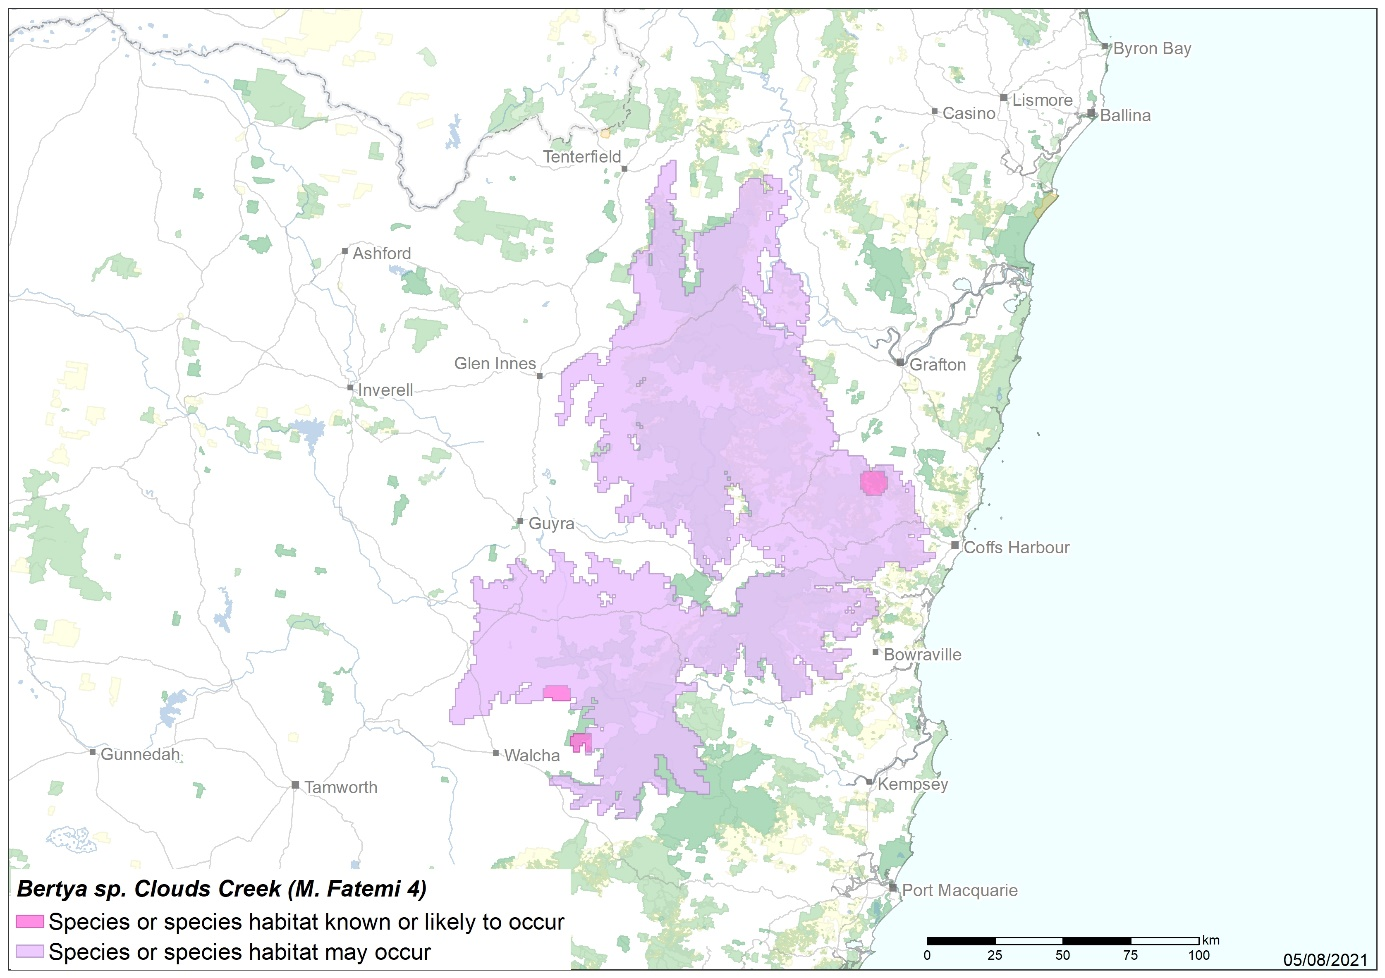 Byron Bay
Lismore
Casino
Ballina
Tenterfield
Ashford
Glen Innes
Grafton
Inverell
Guyra
Coffs Harbour
Bowraville
Gunnedah
Walcha
Tamworth
Kempsey
Port Macquarie
Bertya sp. Clouds Creek (M. Fatemi 4)
Species or species habitat known or likely to occur
Species or species habitat may occur
km
0 25 50 75 100
05/08/2021